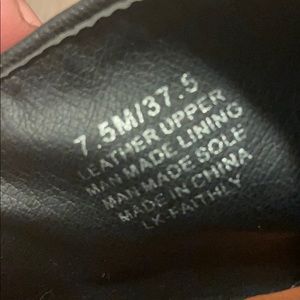 7.5M/37.5
LEATHER UPPER
MAN MADE LINING
MAN MADE SOLE
MADE IN CHINA
LK-FAITHLY